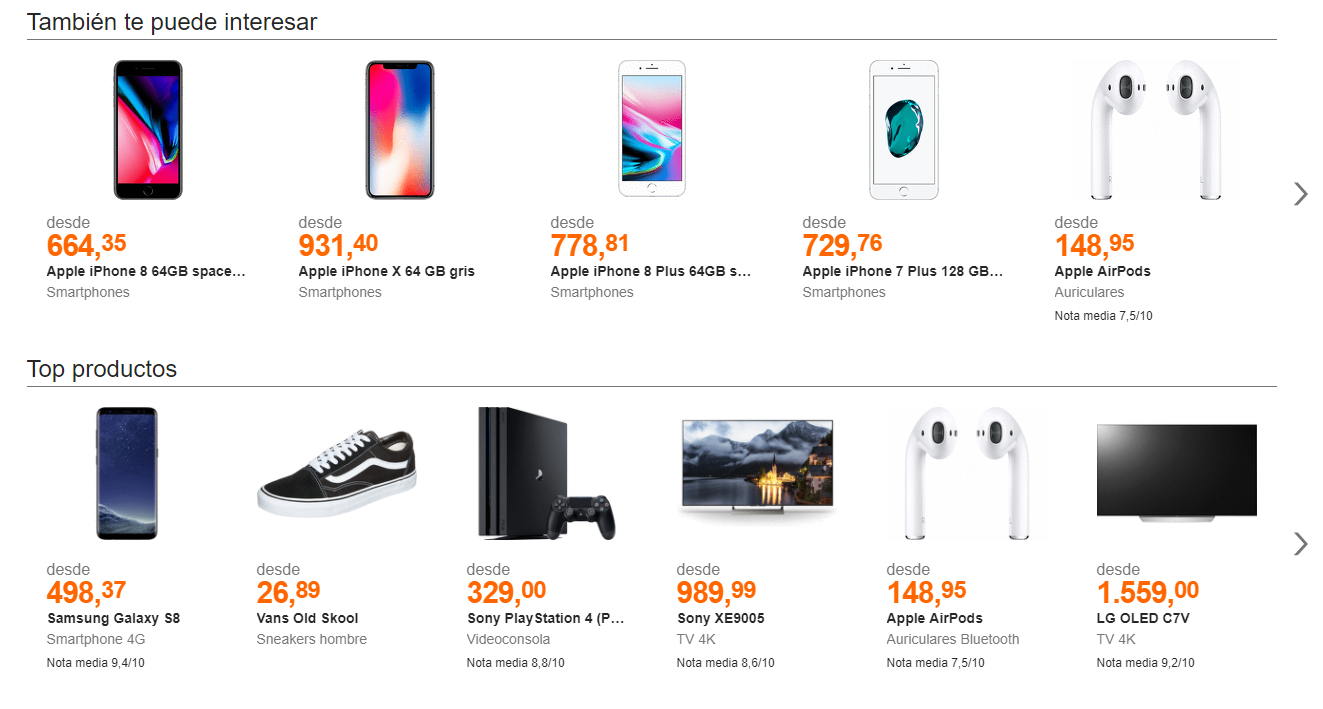 También te puede interesar
desde desde desde desde desde
664,35 931,40 778,81 729,76 148,95
Apple iPhone 8 64GB space... Apple iPhone X 64 GB gris Apple iPhone 8 Plus 64GB s... Apple iPhone 7 Plus 128 GB... Apple AirPods
Smartphones Smartphones Smartphones Smartphones Auriculares
Nota media 7,5/10
Top productos
desde desde desde desde desde desde
498,37 26,89 329,00 989,99 148,95 1.559,00
Samsung Galaxy S8 Vans Old Skool Sony PlayStation 4 (P... Sony XE9005 Apple AirPods LG OLED C7V
Smartphone 4G Sneakers hombre Videoconsola TV 4K Auriculares Bluetooth TV 4K
Nota media 9,4/10 Nota media 8,8/10 Nota media 8,6/10 Nota media 7,5/10 Nota media 9,2/10